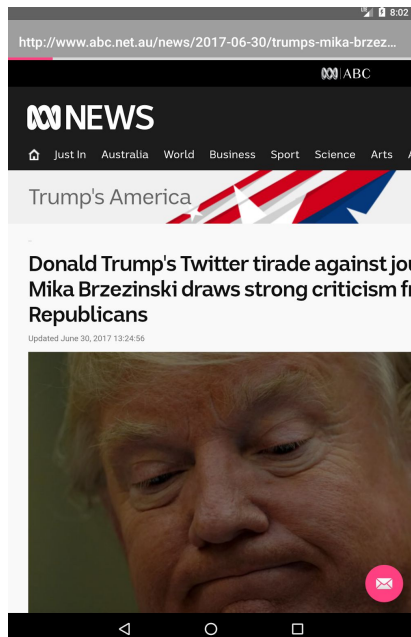 8:02
http://www.abc.net.au/news/2017-06-30/trumps-mika-brzez...
ABC
NEWS
Just In Australia World Business Sport Science Arts
Trump's America
Donald Trump's Twitter tirade against jou
Mika Brzezinski draws strong criticism fr
Republicans
Updated June 30, 2017 13:24:56